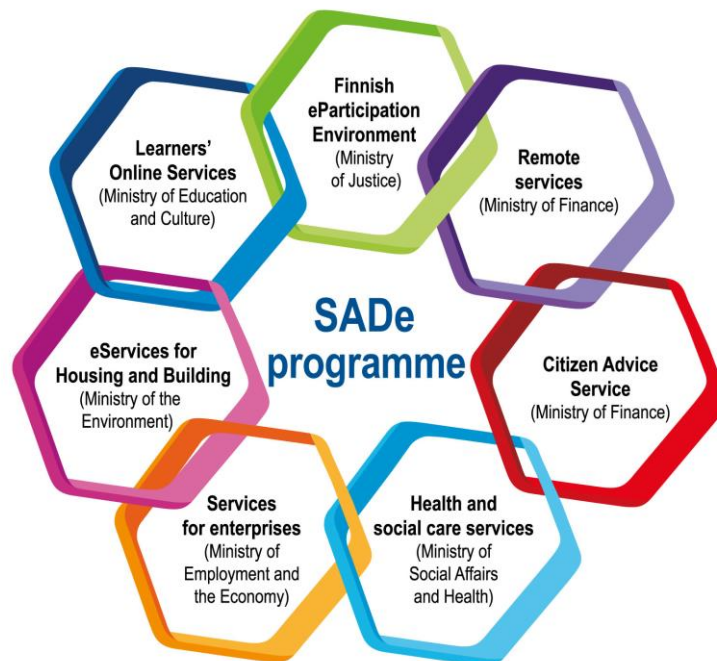 Finnish
eParticipation
Environment
(Ministry
of Justice)
Learners’
Online Services
(Ministry of Education
and Culture)
Remote
services
(Ministry of Finance)
SADe
programme
eServices for
Housing and Building
(Ministry of the
Environment)
Citizen Advice
Service
(Ministry of Finance)
Services
for enterprises
(Ministry of
Employment and
the Economy)
Health and
social care services
(Ministry of
Social Affairs
and Health)